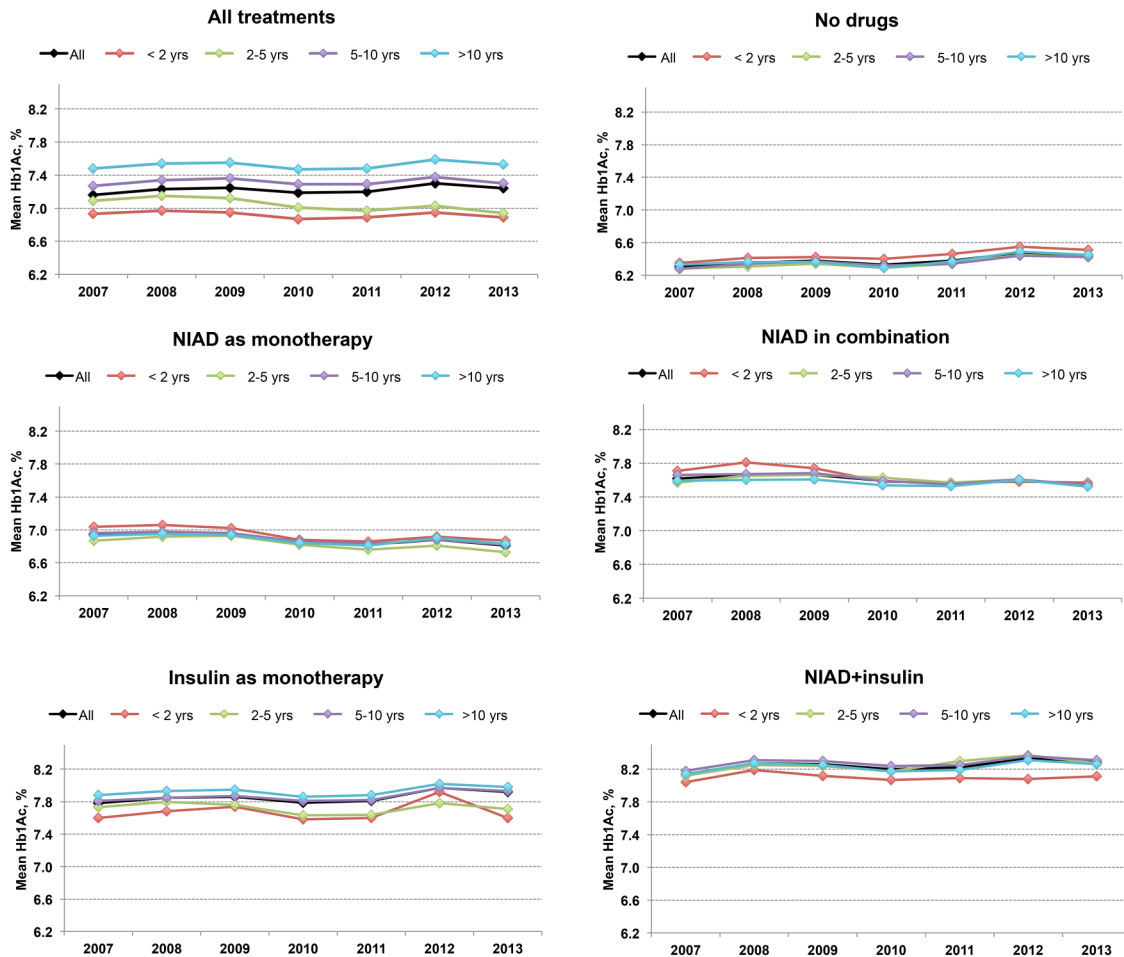 All treatments
All < 2 yrs 2-5 yrs 5-10 yrs >10 yrs
Mean Hb1Ac, %
8.2
7.8
7.4
7.0
6.6
6.2
2007 2008 2009 2010 2011 2012 2013
No drugs
All < 2 yrs 2-5 yrs 5-10 yrs >10 yrs
Mean Hb1Ac, %
8.2
7.8
7.4
7.0
6.6
6.2
2007 2008 2009 2010 2011 2012 2013
NIAD as monotherapy
All < 2 yrs 2-5 yrs 5-10 yrs >10 yrs
Mean Hb1Ac, %
8.2
7.8
7.4
7.0
6.6
6.2
2007 2008 2009 2010 2011 2012 2013
NIAD in combination
All < 2 yrs 2-5 yrs 5-10 yrs >10 yrs
Mean Hb1Ac, %
8.2
7.8
7.4
7.0
6.6
6.2
2007 2008 2009 2010 2011 2012 2013
Insulin as monotherapy
All < 2 yrs 2-5 yrs 5-10 yrs >10 yrs
Mean Hb1Ac, %
8.2
7.8
7.4
7.0
6.6
6.2
2007 2008 2009 2010 2011 2012 2013
NIAD+insulin
All < 2 yrs 2-5 yrs 5-10 yrs >10 yrs
Mean Hb1Ac, %
8.2
7.8
7.4
7.0
6.6
6.2
2007 2008 2009 2010 2011 2012 2013